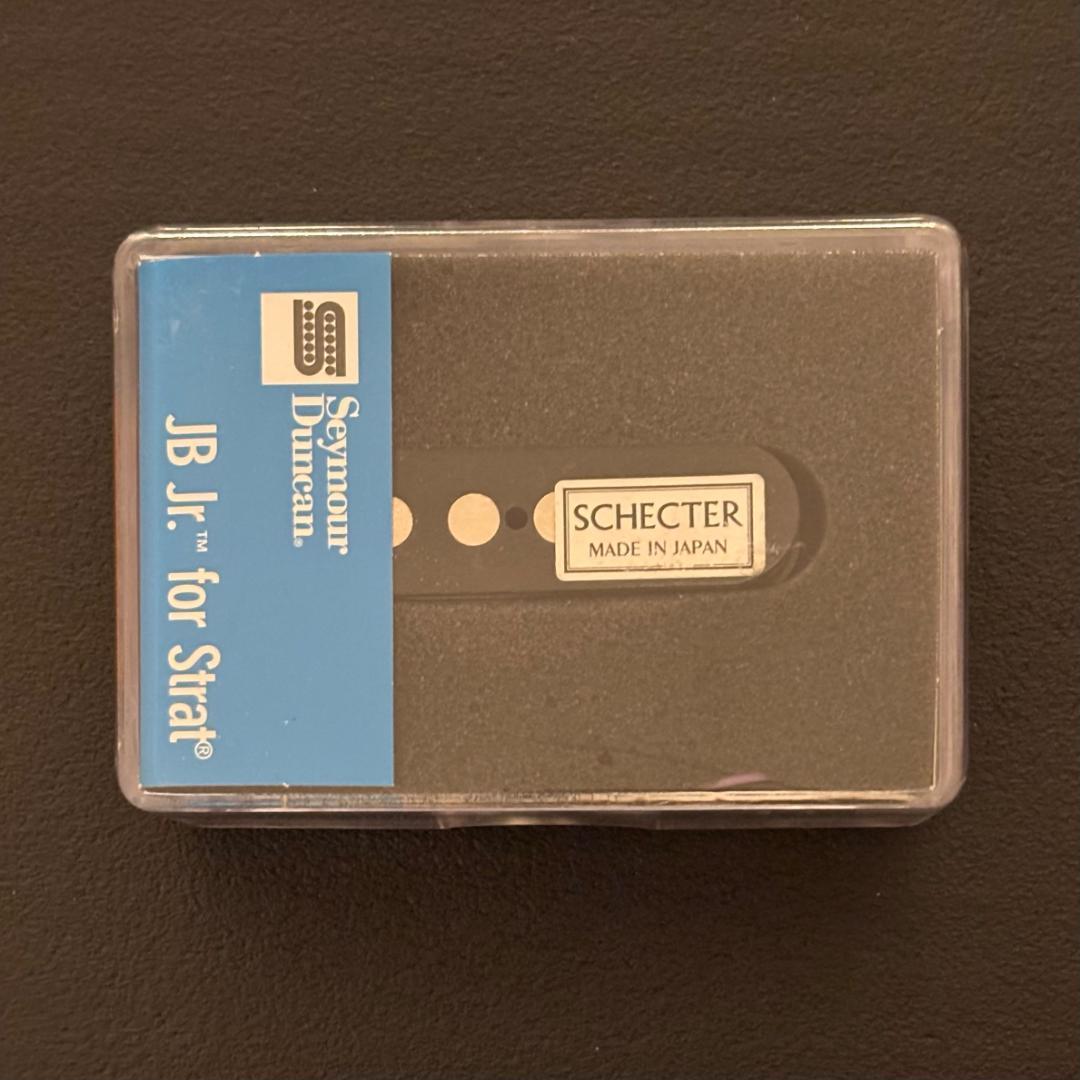 Seymour
Duncan®
JB Jr.™ for Strat®
SCHECTER
MADE IN JAPAN